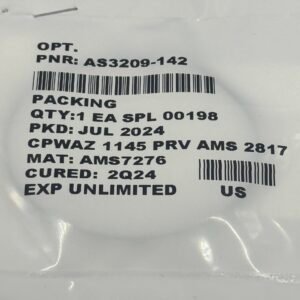 OPT.
PNR: AS3209-142
PACKING
QTY:1 EA SPL 00198
PKD: JUL 2024
CPWAZ 1145 PRV AMS 2817
MAT: AMS7276
CURED: 2Q24
EXP UNLIMITED US